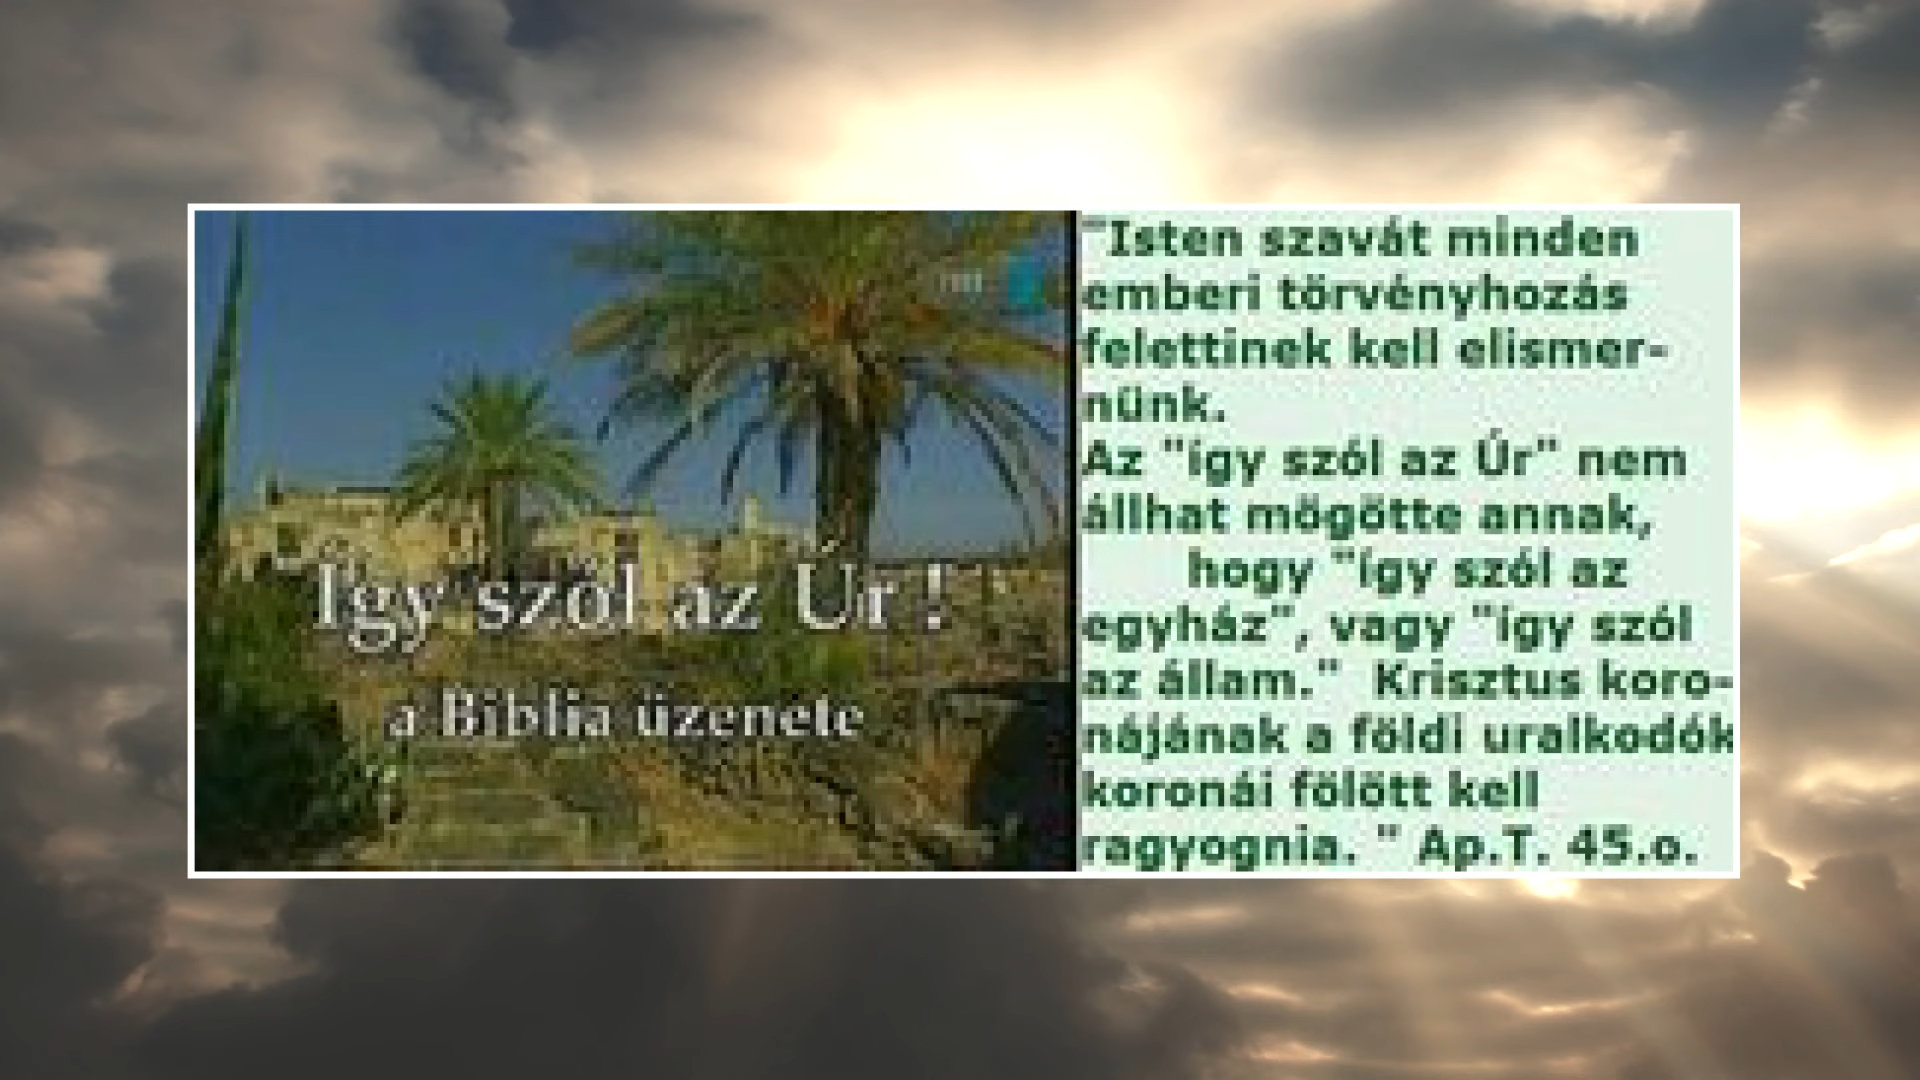 Így szól az Úr!
a Biblia üzenete
"Isten szavát minden
emberi törvényhozás
felettinek kell elismer-
nünk.
Az "így szól az Úr" nem
állhat mögötte annak,
hogy "így szól az
egyház", vagy "így szól
az állam." Krisztus koro-
nájának a földi uralkodók
koronái fölött kell
ragyognia. " Ap.T. 45.o.